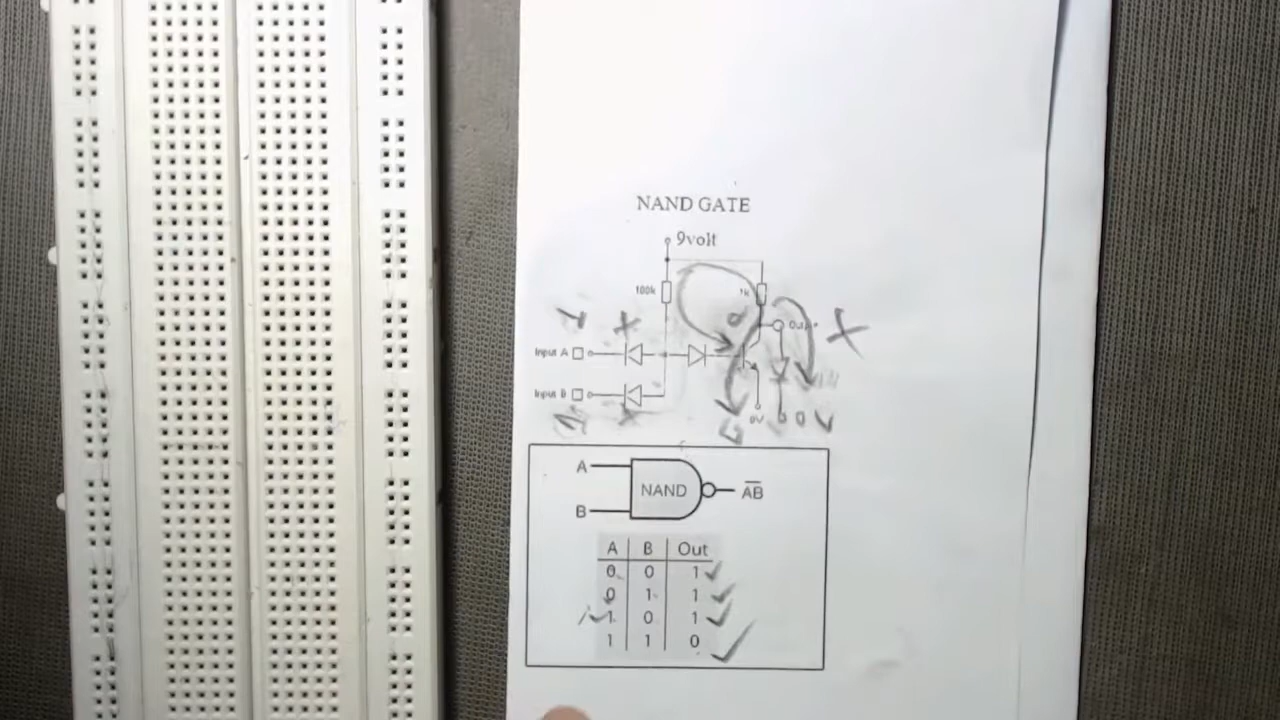 NAND GATE
9volt
100k
1k
Input A
Input B
0V
0V
A
NAND
AB
B
A B Out
0 0 1
0 1 1
1 0 1
1 1 0